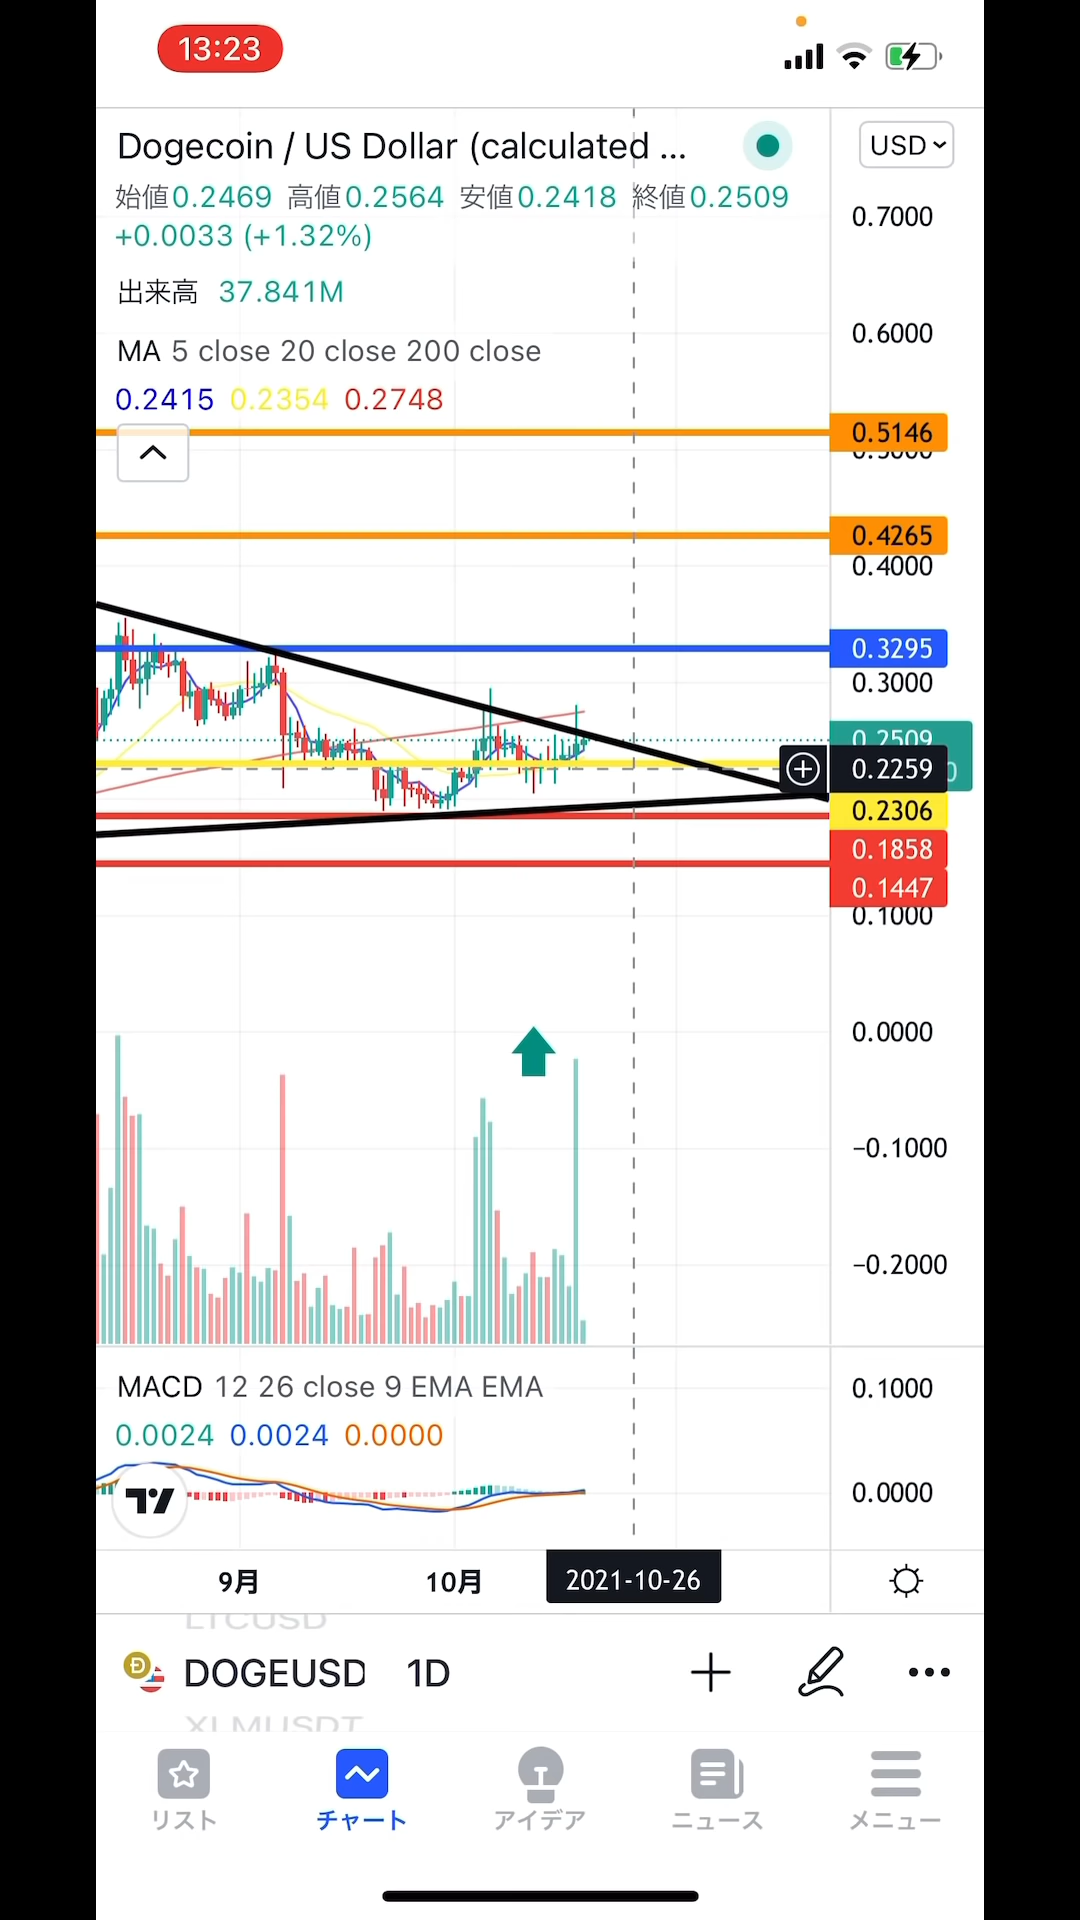 13:23
Dogecoin / US Dollar (calculated ...
USD
始値0.2469 高値0.2564 安値0.2418 終値0.2509
+0.0033 (+1.32%)
出来高 37.841M
MA 5 close 20 close 200 close
0.2415 0.2354 0.2748
0.7000
0.6000
0.5146
0.5000
0.4265
0.4000
0.3295
0.3000
0.2509
0.2259
0.2306
0.1858
0.1447
0.1000
0.0000
−0.1000
−0.2000
MACD 12 26 close 9 EMA EMA
0.0024 0.0024 0.0000
0.1000
0.0000
9月 10月 2021-10-26
LTCUSD
DOGEUSD 1D
XLMUSDT
リスト チャート アイデア ニュース メニュー